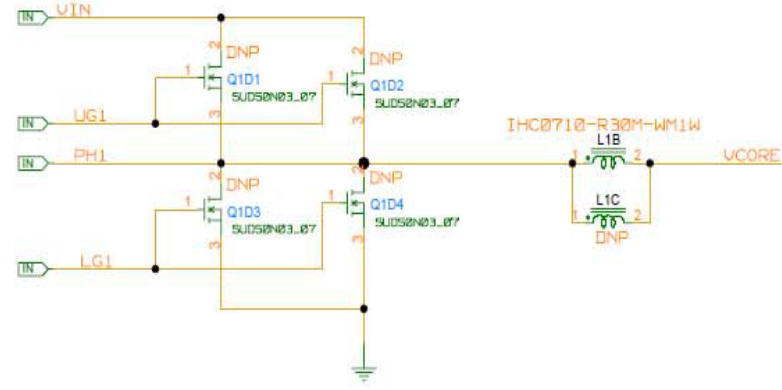 IN VIN
2 2
DNP DNP
1 Q1D1 1 Q1D2
SUD50N03_07 SUD50N03_07
3 3
IN UG1
IHC0710-R30M-WM1W
L1B
IN PH1 1 2 VCORE
2 2
DNP DNP
1 Q1D3 1 Q1D4
SUD50N03_07 SUD50N03_07
3 3
L1C
1 2
DNP
IN LG1